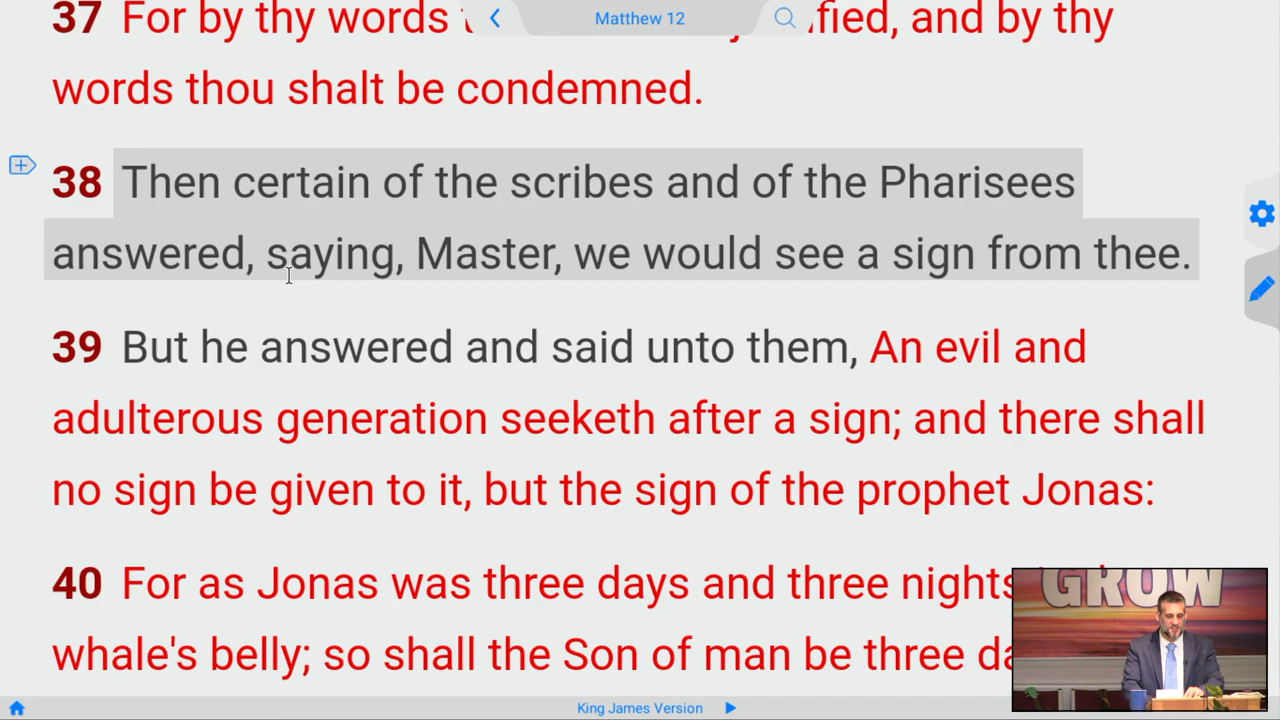 Matthew 12
37 For by thy words fied, and by thy
words thou shalt be condemned.
38 Then certain of the scribes and of the Pharisees
answered, saying, Master, we would see a sign from thee.
39 But he answered and said unto them, An evil and
adulterous generation seeketh after a sign; and there shall
no sign be given to it, but the sign of the prophet Jonas:
40 For as Jonas was three days and three nights
whale's belly; so shall the Son of man be three
GROW
King James Version